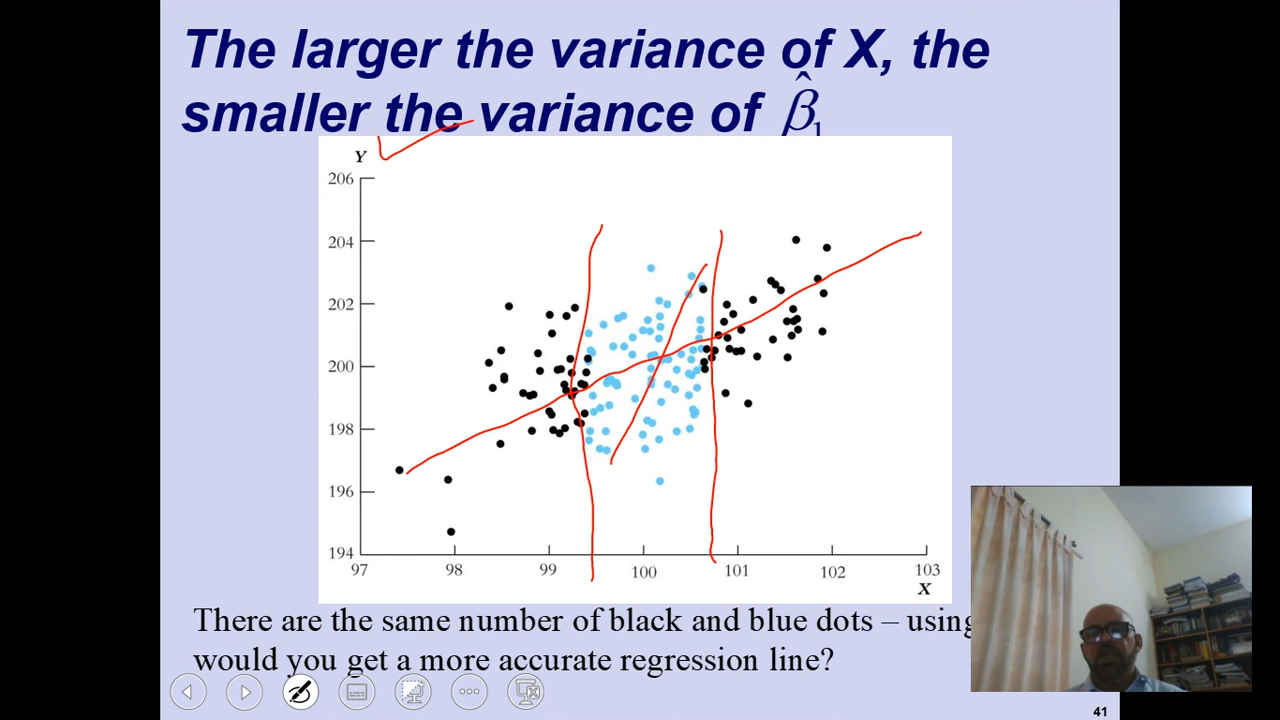 The larger the variance of X, the
smaller the variance of β̂₁
Y
206
204
202
200
198
196
194
97 98 99 100 101 102 103
X
There are the same number of black and blue dots – using
would you get a more accurate regression line?
41